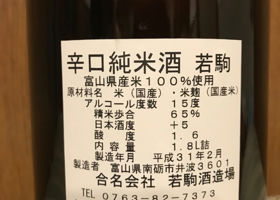 辛口純米酒 若駒
富山県産米１００％使用
原材料名 米（国産）・米麹（国産米）
アルコール度数 １５度
精米歩合 ６５％
日本酒度 ＋５
酸度 １．６
内容量 １.８L詰
製造年月 平成３１年２月
製造者 富山県南砺市井波３６０１
合名会社 若駒酒造場
TEL ０７６３-８２-７３７３